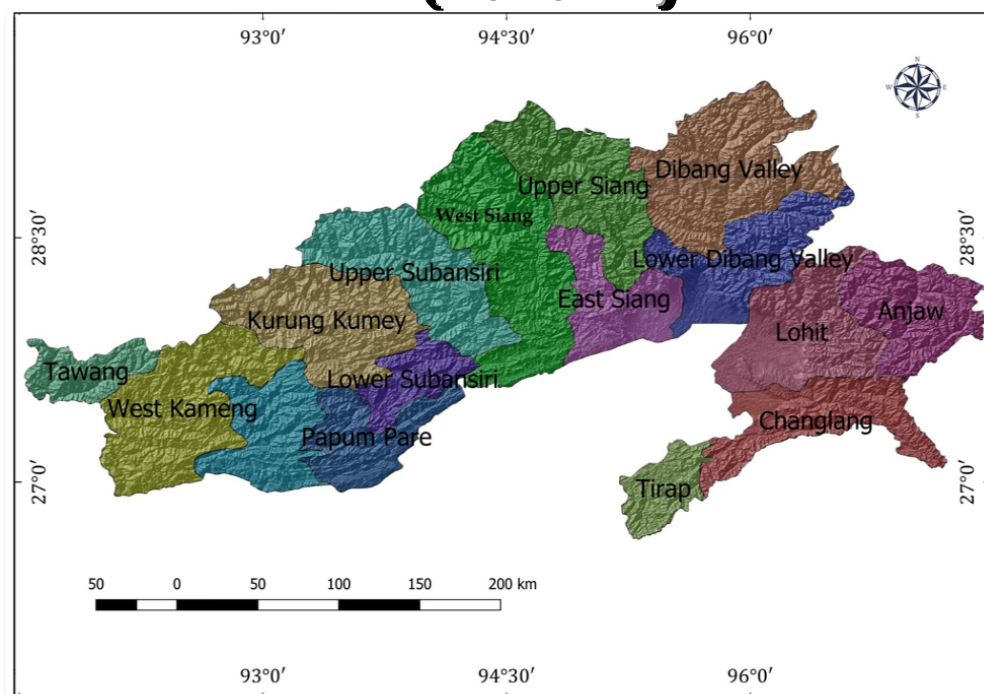 93°0′ 94°30′ 96°0′
N
W E
S
Dibang Valley
Upper Siang
West Siang
28°30′ 28°30′
Lower Dibang Valley
Upper Subansiri
East Siang
Anjaw
Kurung Kumey
Lohit
Tawang
Lower Subansiri
West Kameng
Changlang
Papum Pare
Tirap
27°0′ 27°0′
50 0 50 100 150 200 km
93°0′ 94°30′ 96°0′